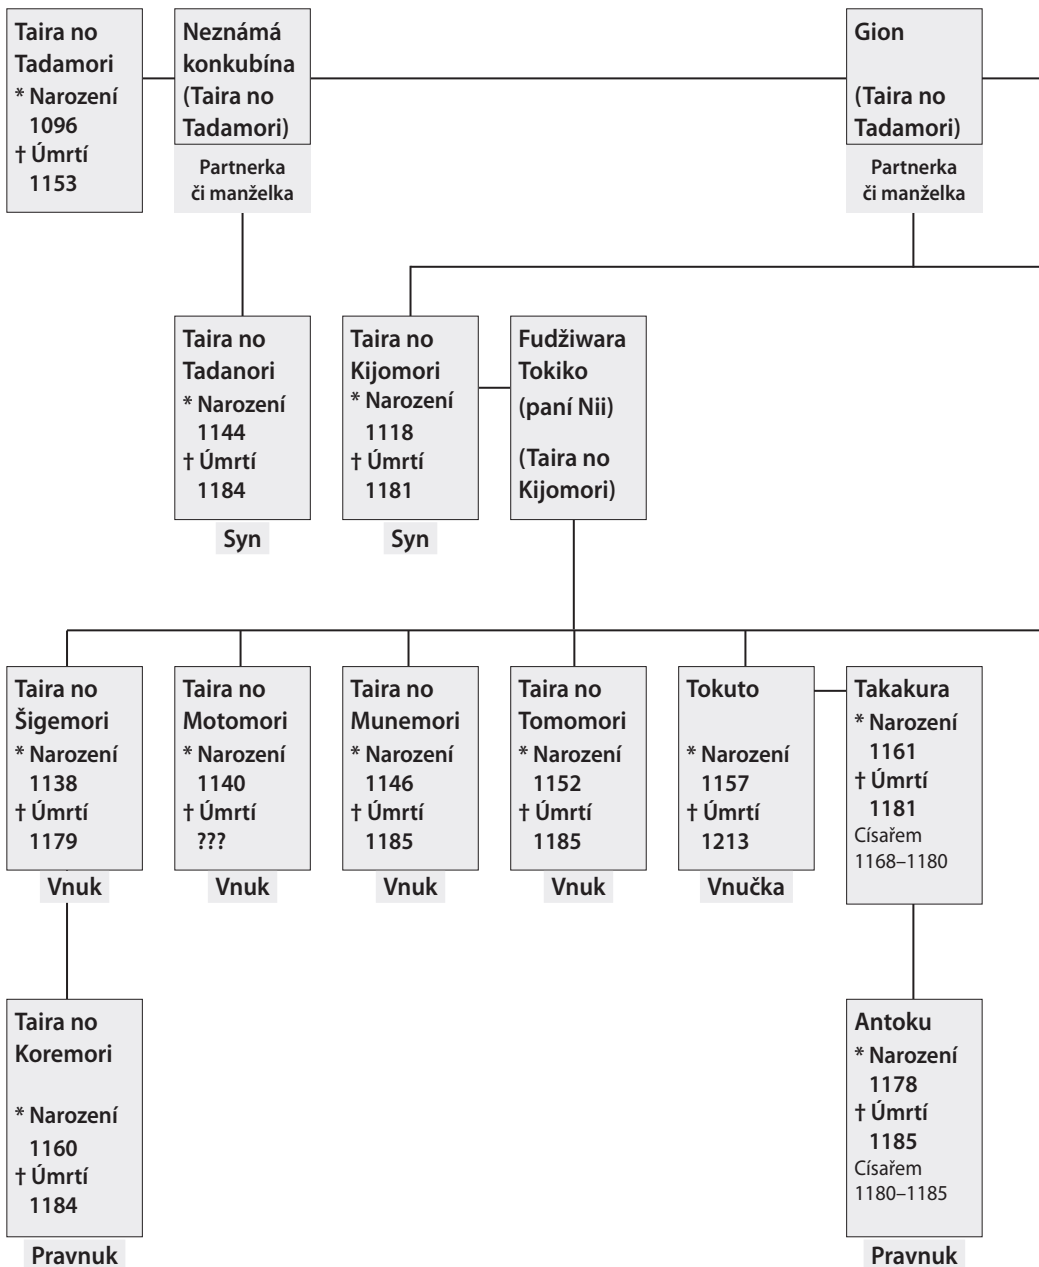 Taira no
Tadamori
* Narození
1096
† Úmrtí
1153
Neznámá
konkubína
(Taira no
Tadamori)
Partnerka
či manželka
Gion
(Taira no
Tadamori)
Partnerka
či manželka
Taira no
Tadanori
* Narození
1144
† Úmrtí
1184
Syn
Taira no
Kijomori
* Narození
1118
† Úmrtí
1181
Syn
Fudžiwara
Tokiko
(paní Nii)
(Taira no
Kijomori)
Taira no
Šigemori
* Narození
1138
† Úmrtí
1179
Vnuk
Taira no
Motomori
* Narození
1140
† Úmrtí
???
Vnuk
Taira no
Munemori
* Narození
1146
† Úmrtí
1185
Vnuk
Taira no
Tomomori
* Narození
1152
† Úmrtí
1185
Vnuk
Tokuto
* Narození
1157
† Úmrtí
1213
Vnučka
Takakura
* Narození
1161
† Úmrtí
1181
Císařem
1168–1180
Taira no
Koremori
* Narození
1160
† Úmrtí
1184
Pravnuk
Antoku
* Narození
1178
† Úmrtí
1185
Císařem
1180–1185
Pravnuk